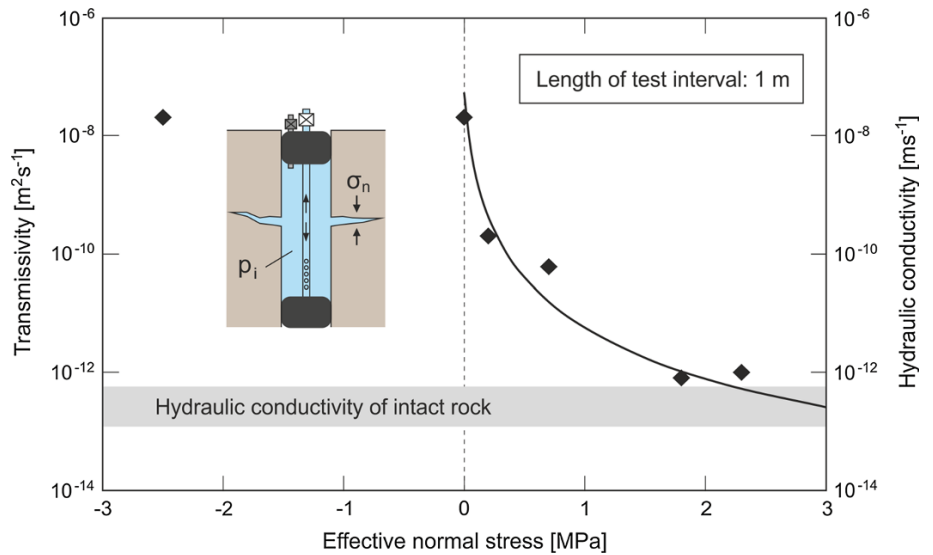 10⁻⁶
10⁻⁸
10⁻¹⁰
10⁻¹²
10⁻¹⁴
Transmissivity [m²s⁻¹]
Length of test interval: 1 m
σₙ
pᵢ
Hydraulic conductivity of intact rock
10⁻⁶
10⁻⁸
10⁻¹⁰
10⁻¹²
10⁻¹⁴
Hydraulic conductivity [ms⁻¹]
-3 -2 -1 0 1 2 3
Effective normal stress [MPa]